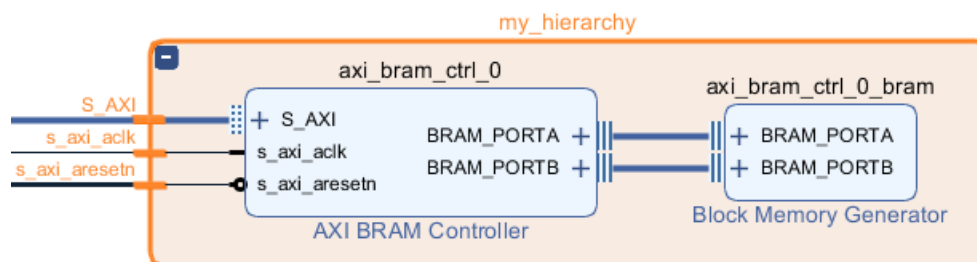 my_hierarchy
axi_bram_ctrl_0
axi_bram_ctrl_0_bram
S_AXI
s_axi_aclk
s_axi_aresetn
S_AXI
s_axi_aclk
s_axi_aresetn
BRAM_PORTA
BRAM_PORTB
BRAM_PORTA
BRAM_PORTB
AXI BRAM Controller
Block Memory Generator